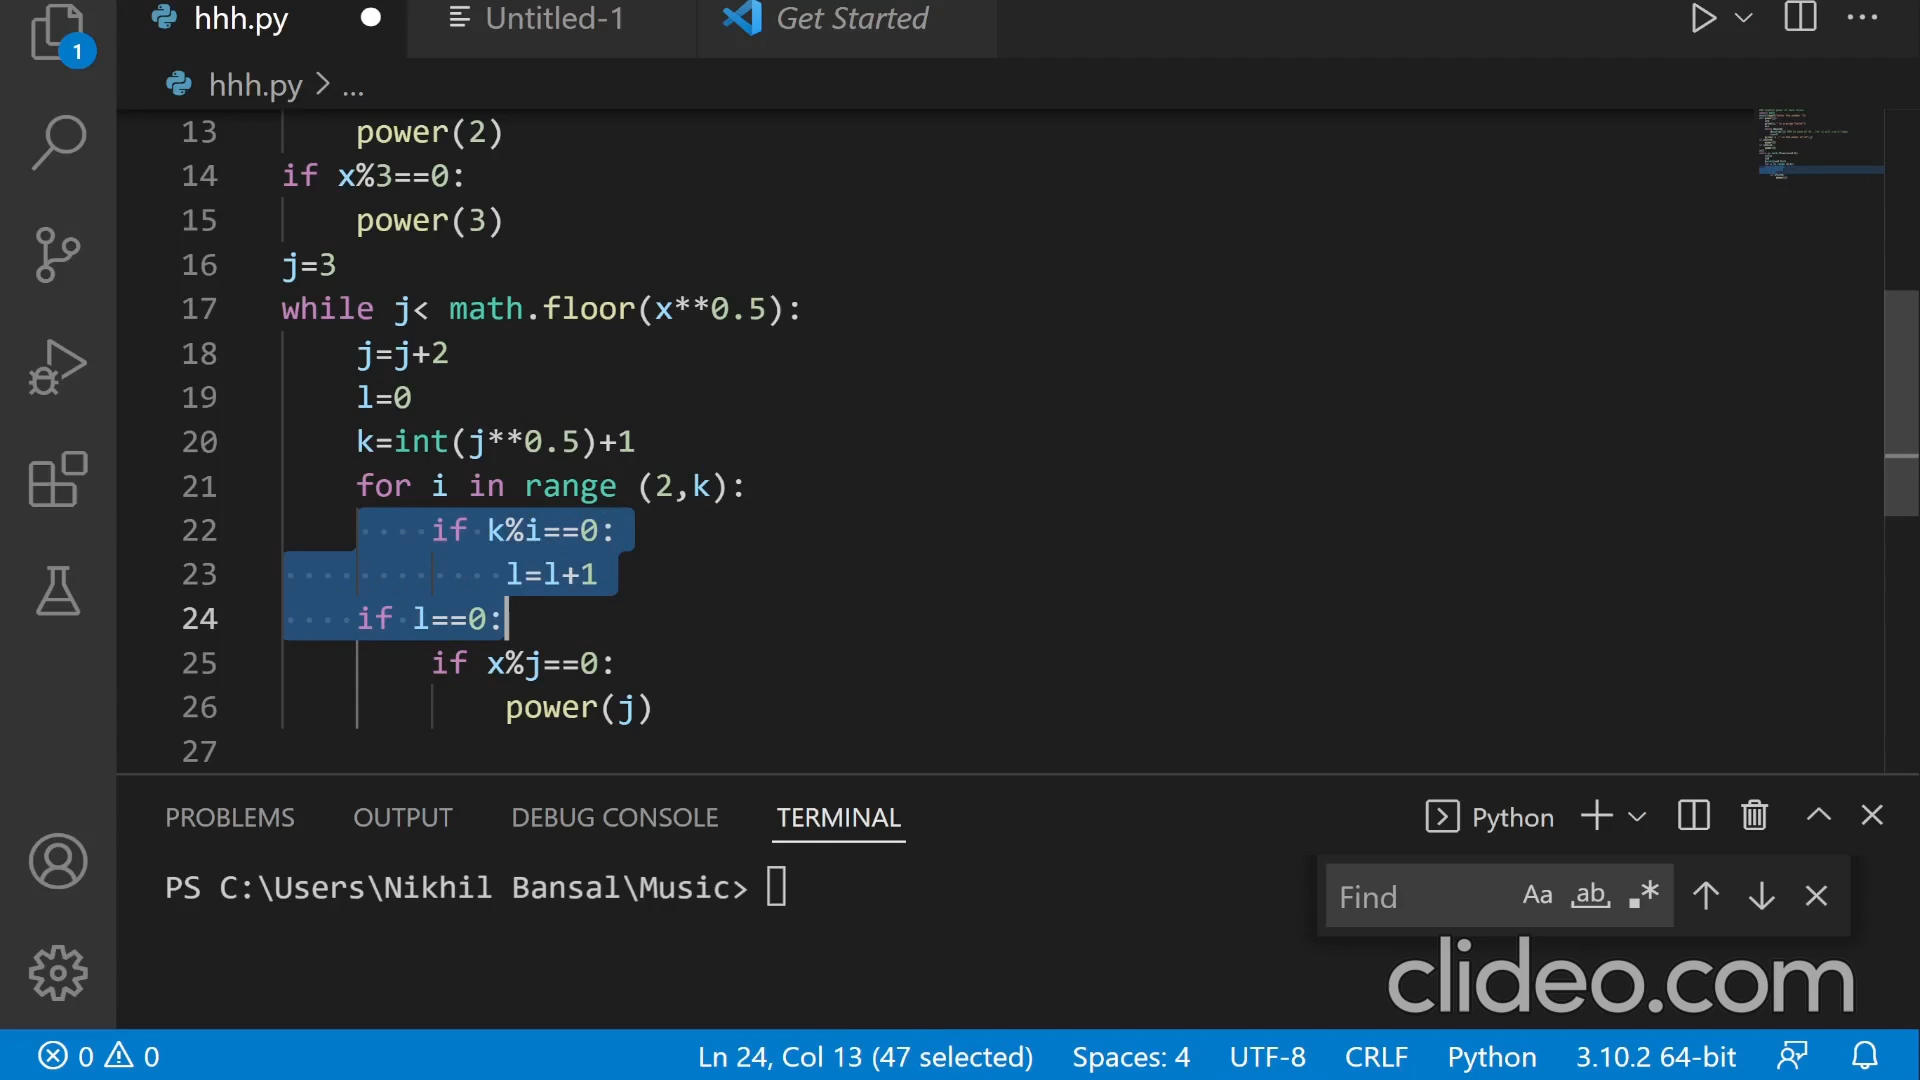 hhh.py
Untitled-1
Get Started
1
hhh.py > ...
13 power(2)
14 if x%3==0:
15 power(3)
16 j=3
17 while j< math.floor(x**0.5):
18 j=j+2
19 l=0
20 k=int(j**0.5)+1
21 for i in range (2,k):
22 if k%i==0:
23 l=l+1
24 if l==0:
25 if x%j==0:
26 power(j)
27
PROBLEMS OUTPUT DEBUG CONSOLE TERMINAL
Python
PS C:\Users\Nikhil Bansal\Music>
Find Aa ab .*
clideo.com
0 0 Ln 24, Col 13 (47 selected) Spaces: 4 UTF-8 CRLF Python 3.10.2 64-bit